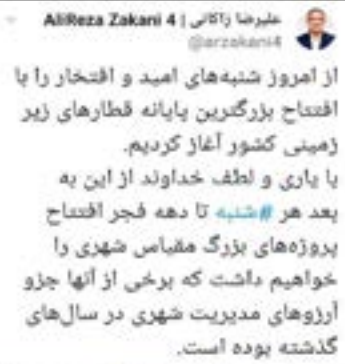 علیرضا زاکانی | AliReza Zakani 4
@arzakani4
از امروز شنبه‌های امید و افتخار را با
افتتاح بزرگترین پایانه قطارهای زیر
زمینی کشور آغاز کردیم.
با یاری و لطف خداوند از این به
بعد هر #شنبه تا دهه فجر افتتاح
پروژه‌های بزرگ مقیاس شهری را
خواهیم داشت که برخی از آنها جزو
آرزوهای مدیریت شهری در سال‌های
گذشته بوده است.